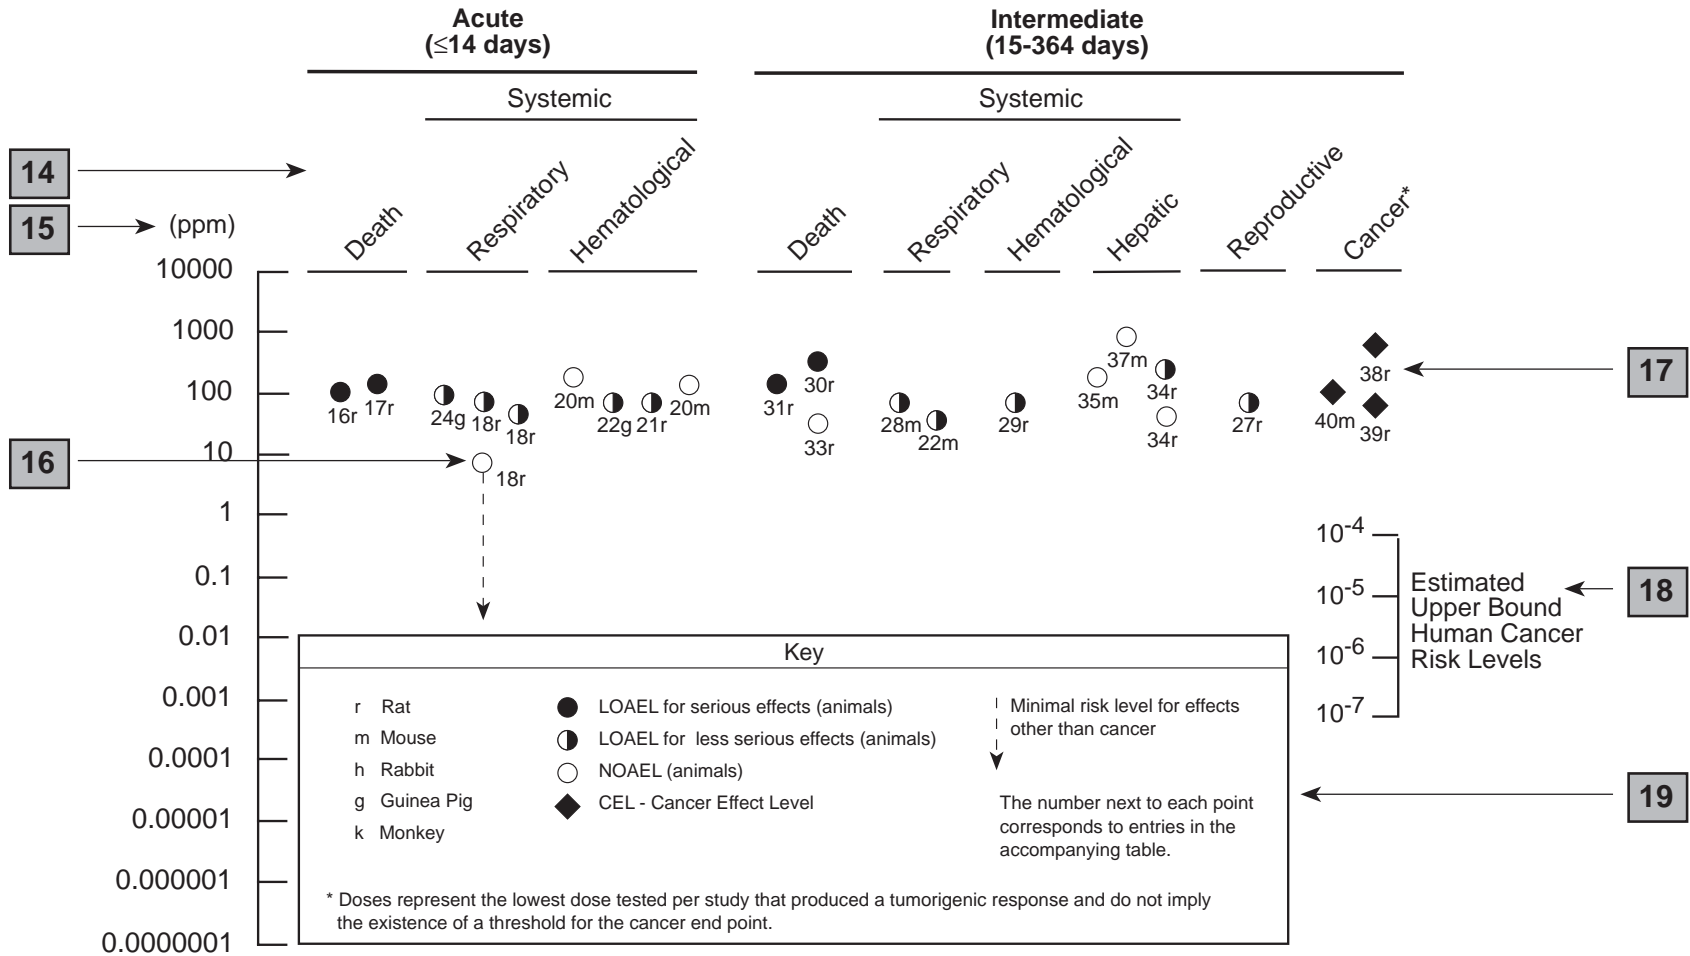 Acute
(≤14 days)
Intermediate
(15-364 days)
Systemic
Systemic
14
15
(ppm)
Death
Respiratory
Hematological
Death
Respiratory
Hematological
Hepatic
Reproductive
Cancer*
10000
1000
100
10
1
0.1
0.01
0.001
0.0001
0.00001
0.000001
0.0000001
16r
17r
24g
18r
18r
18r
20m
22g
21r
20m
31r
30r
33r
28m
22m
29r
35m
37m
34r
34r
27r
40m
38r
39r
16
17
10-4
10-5
10-6
10-7
Estimated
Upper Bound
Human Cancer
Risk Levels
18
19
Key
r Rat
m Mouse
h Rabbit
g Guinea Pig
k Monkey
LOAEL for serious effects (animals)
LOAEL for less serious effects (animals)
NOAEL (animals)
CEL - Cancer Effect Level
Minimal risk level for effects
other than cancer
The number next to each point
corresponds to entries in the
accompanying table.
* Doses represent the lowest dose tested per study that produced a tumorigenic response and do not imply
the existence of a threshold for the cancer end point.